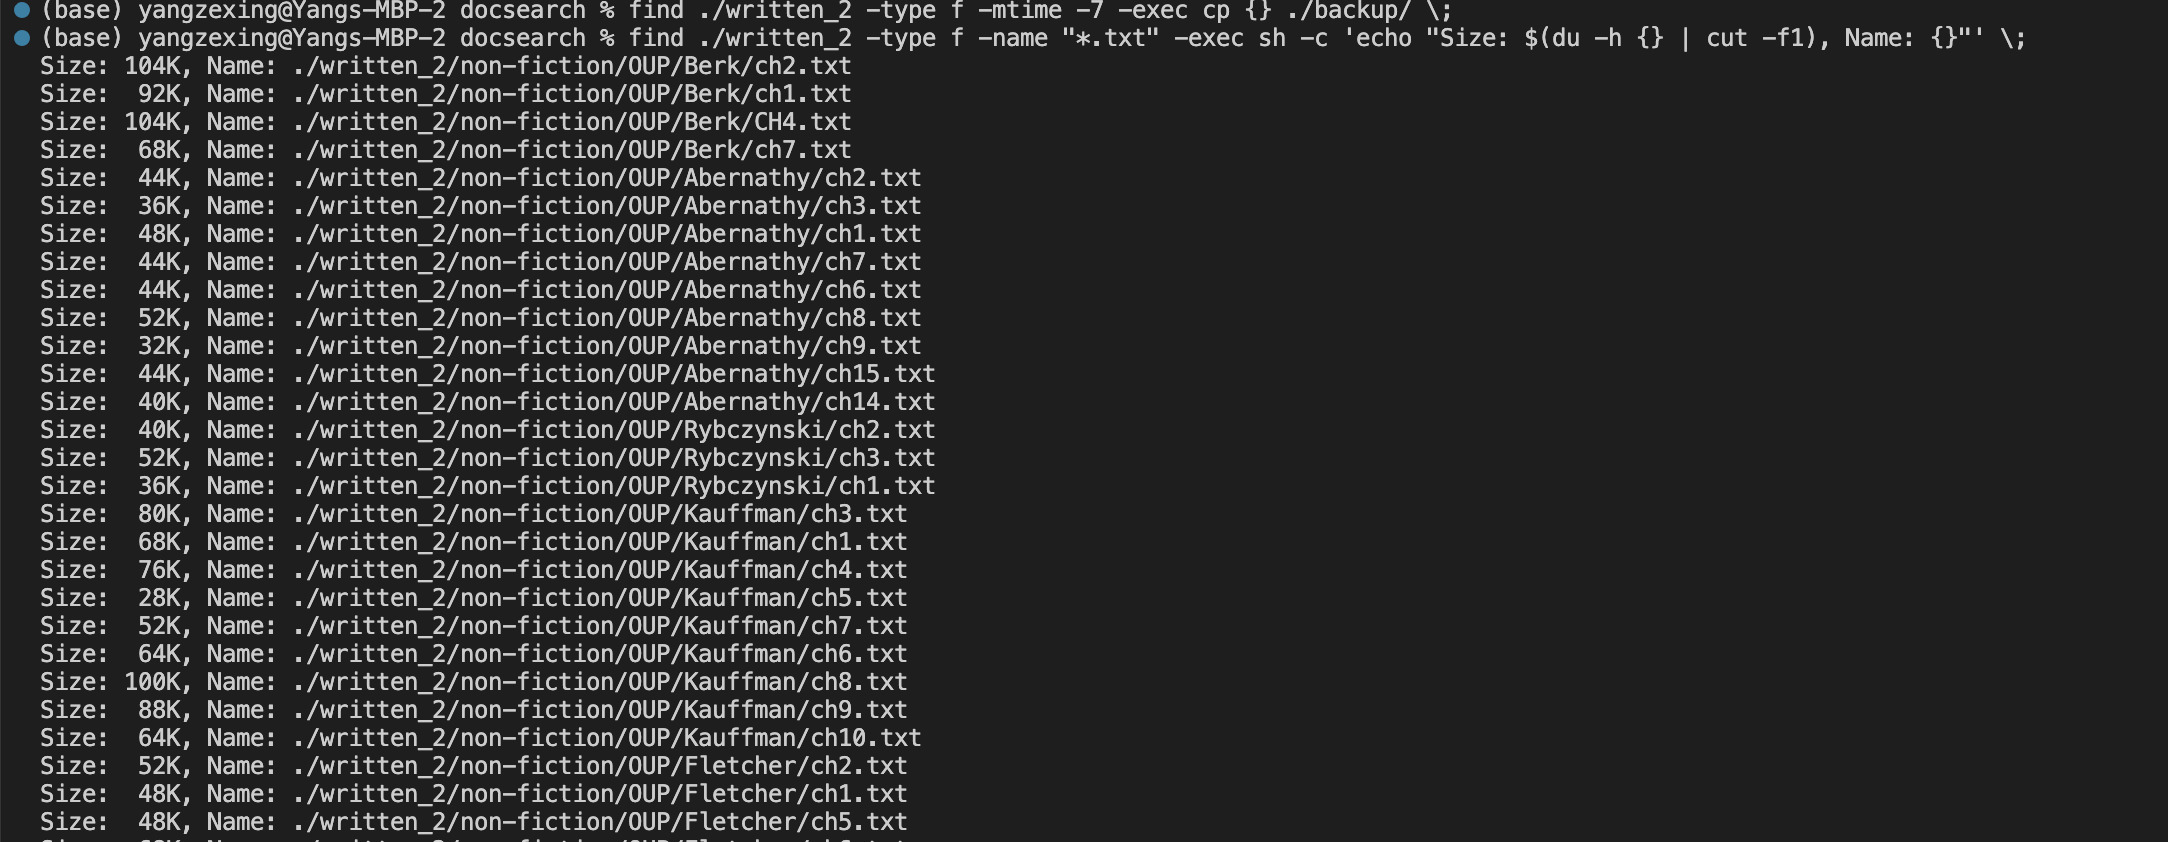 (base) yangzexing@Yangs-MBP-2 docsearch % find ./written_2 -type f -mtime -7 -exec cp {} ./backup/ \;
(base) yangzexing@Yangs-MBP-2 docsearch % find ./written_2 -type f -name "*.txt" -exec sh -c 'echo "Size: $(du -h {} | cut -f1), Name: {}"' \;
Size: 104K, Name: ./written_2/non-fiction/OUP/Berk/ch2.txt
Size:  92K, Name: ./written_2/non-fiction/OUP/Berk/ch1.txt
Size: 104K, Name: ./written_2/non-fiction/OUP/Berk/CH4.txt
Size:  68K, Name: ./written_2/non-fiction/OUP/Berk/ch7.txt
Size:  44K, Name: ./written_2/non-fiction/OUP/Abernathy/ch2.txt
Size:  36K, Name: ./written_2/non-fiction/OUP/Abernathy/ch3.txt
Size:  48K, Name: ./written_2/non-fiction/OUP/Abernathy/ch1.txt
Size:  44K, Name: ./written_2/non-fiction/OUP/Abernathy/ch7.txt
Size:  44K, Name: ./written_2/non-fiction/OUP/Abernathy/ch6.txt
Size:  52K, Name: ./written_2/non-fiction/OUP/Abernathy/ch8.txt
Size:  32K, Name: ./written_2/non-fiction/OUP/Abernathy/ch9.txt
Size:  44K, Name: ./written_2/non-fiction/OUP/Abernathy/ch15.txt
Size:  40K, Name: ./written_2/non-fiction/OUP/Abernathy/ch14.txt
Size:  40K, Name: ./written_2/non-fiction/OUP/Rybczynski/ch2.txt
Size:  52K, Name: ./written_2/non-fiction/OUP/Rybczynski/ch3.txt
Size:  36K, Name: ./written_2/non-fiction/OUP/Rybczynski/ch1.txt
Size:  80K, Name: ./written_2/non-fiction/OUP/Kauffman/ch3.txt
Size:  68K, Name: ./written_2/non-fiction/OUP/Kauffman/ch1.txt
Size:  76K, Name: ./written_2/non-fiction/OUP/Kauffman/ch4.txt
Size:  28K, Name: ./written_2/non-fiction/OUP/Kauffman/ch5.txt
Size:  52K, Name: ./written_2/non-fiction/OUP/Kauffman/ch7.txt
Size:  64K, Name: ./written_2/non-fiction/OUP/Kauffman/ch6.txt
Size: 100K, Name: ./written_2/non-fiction/OUP/Kauffman/ch8.txt
Size:  88K, Name: ./written_2/non-fiction/OUP/Kauffman/ch9.txt
Size:  64K, Name: ./written_2/non-fiction/OUP/Kauffman/ch10.txt
Size:  52K, Name: ./written_2/non-fiction/OUP/Fletcher/ch2.txt
Size:  48K, Name: ./written_2/non-fiction/OUP/Fletcher/ch1.txt
Size:  48K, Name: ./written_2/non-fiction/OUP/Fletcher/ch5.txt